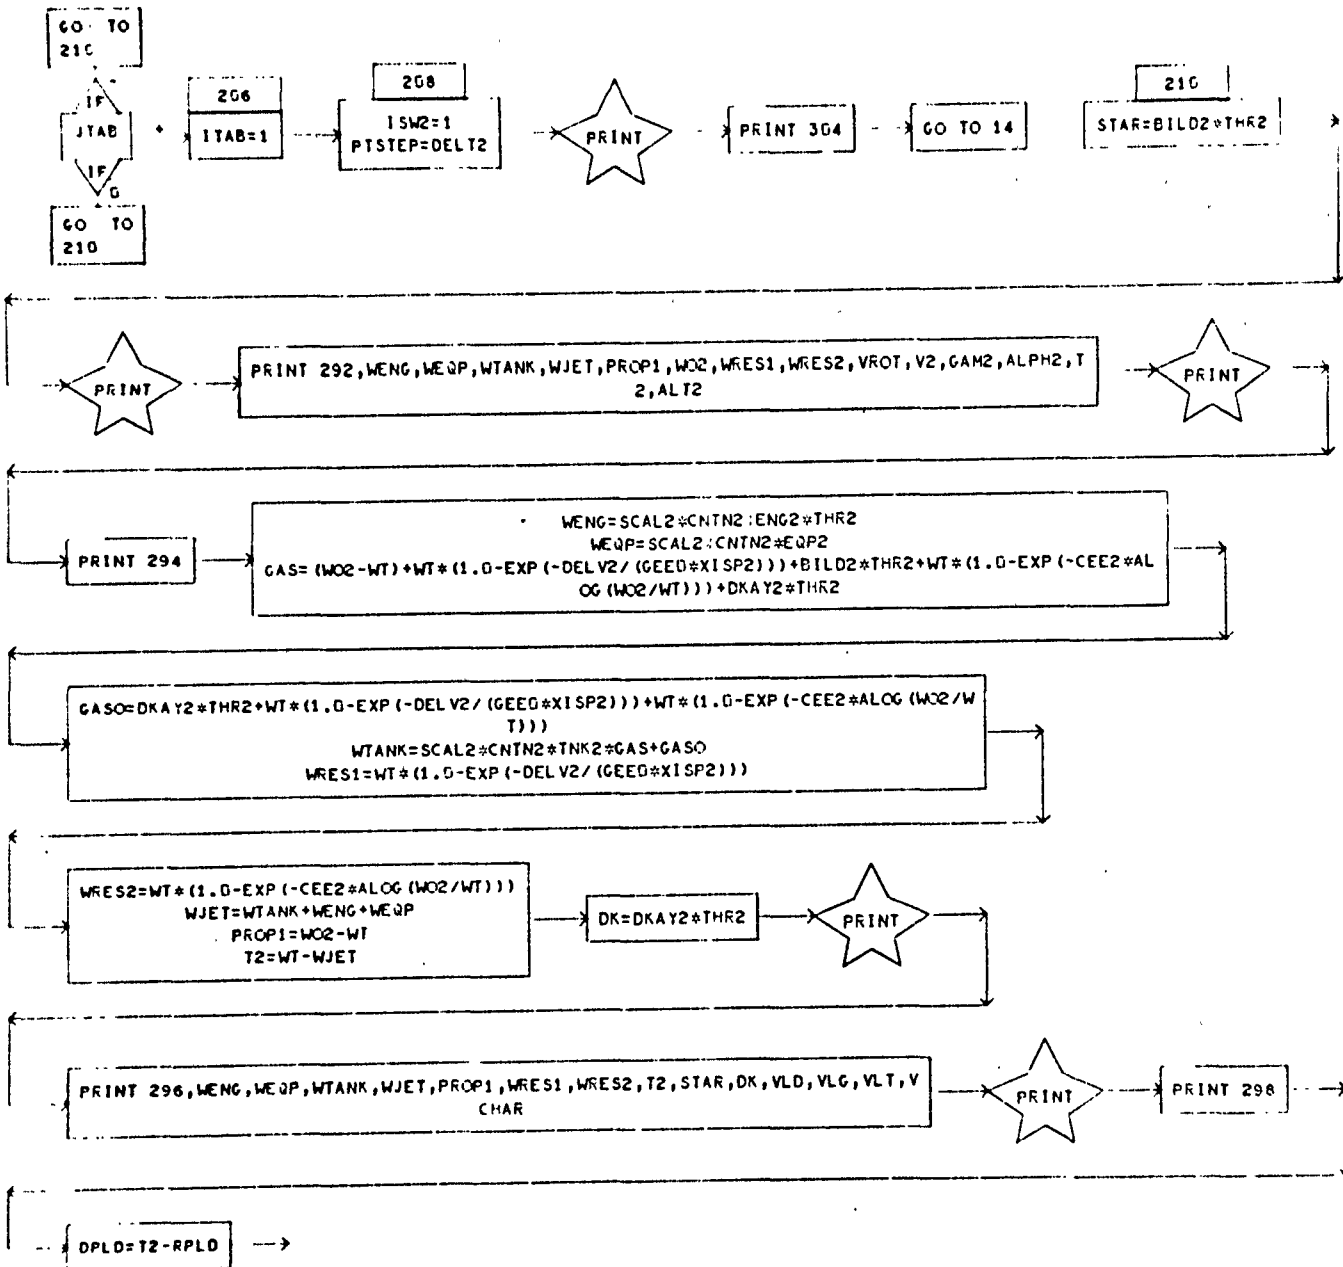 GO TO
210
IF
-
JTAB
+
IF
0
GO TO
210
206
ITAB=1
208
ISW2=1
PTSTEP=DELT2
PRINT
PRINT 304
GO TO 14
210
STAR=BILD2*THR2
PRINT
PRINT 292,WENG,WEQP,WTANK,WJET,PROP1,WO2,WRES1,WRES2,VROT,V2,GAM2,ALPH2,T
2,ALT2
PRINT
PRINT 294
WENG=SCAL2*CNTN2*ENG2*THR2
WEQP=SCAL2*CNTN2*EQP2
GAS=(WO2-WT)+WT*(1.0-EXP(-DELV2/(GEE0*XISP2)))+BILD2*THR2+WT*(1.0-EXP(-CEE2*AL
OG(WO2/WT)))+DKAY2*THR2
GASO=DKAY2*THR2+WT*(1.0-EXP(-DELV2/(GEE0*XISP2)))+WT*(1.0-EXP(-CEE2*ALOG(WO2/W
T)))
WTANK=SCAL2*CNTN2*TNK2*GAS+GASO
WRES1=WT*(1.0-EXP(-DELV2/(GEE0*XISP2)))
WRES2=WT*(1.0-EXP(-CEE2*ALOG(WO2/WT)))
WJET=WTANK+WENG+WEQP
PROP1=WO2-WT
T2=WT-WJET
DK=DKAY2*THR2
PRINT
PRINT 296,WENG,WEQP,WTANK,WJET,PROP1,WRES1,WRES2,T2,STAR,DK,VLD,VLG,VLT,V
CHAR
PRINT
PRINT 298
DPLD=T2-RPLD